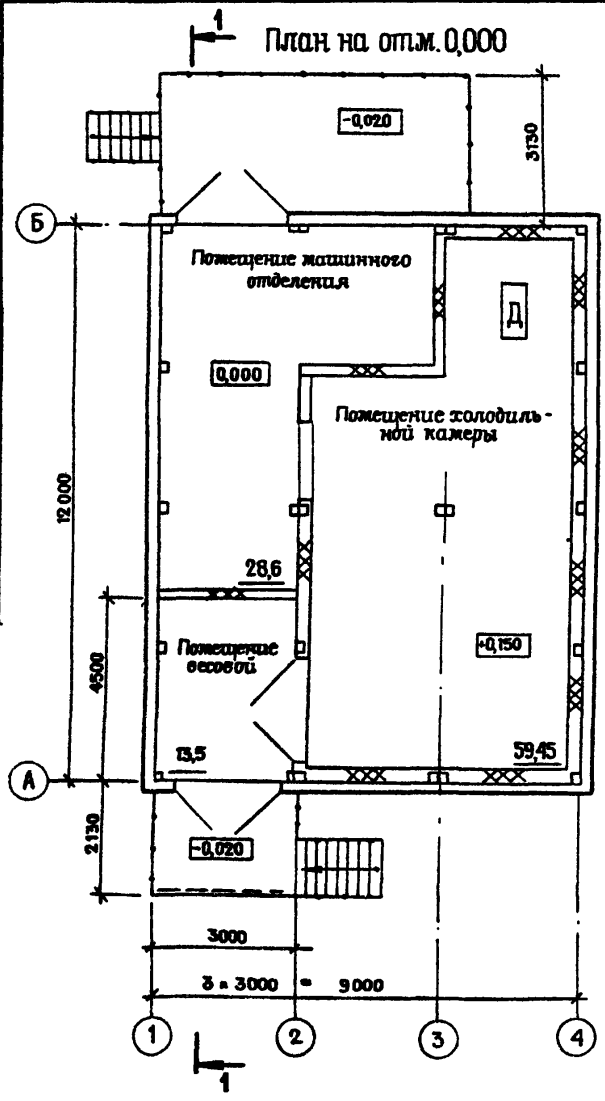 1
План на отм. 0,000
-0,020
3130
Б
Помещение машинного
отделения
Д
0,000
Помещение холодиль-
ной камеры
12000
28,6
Помещение
весовой
+0,150
4500
13,5
59,45
А
2130
-0,020
3000
3 x 3000 = 9000
1
2
3
4
1